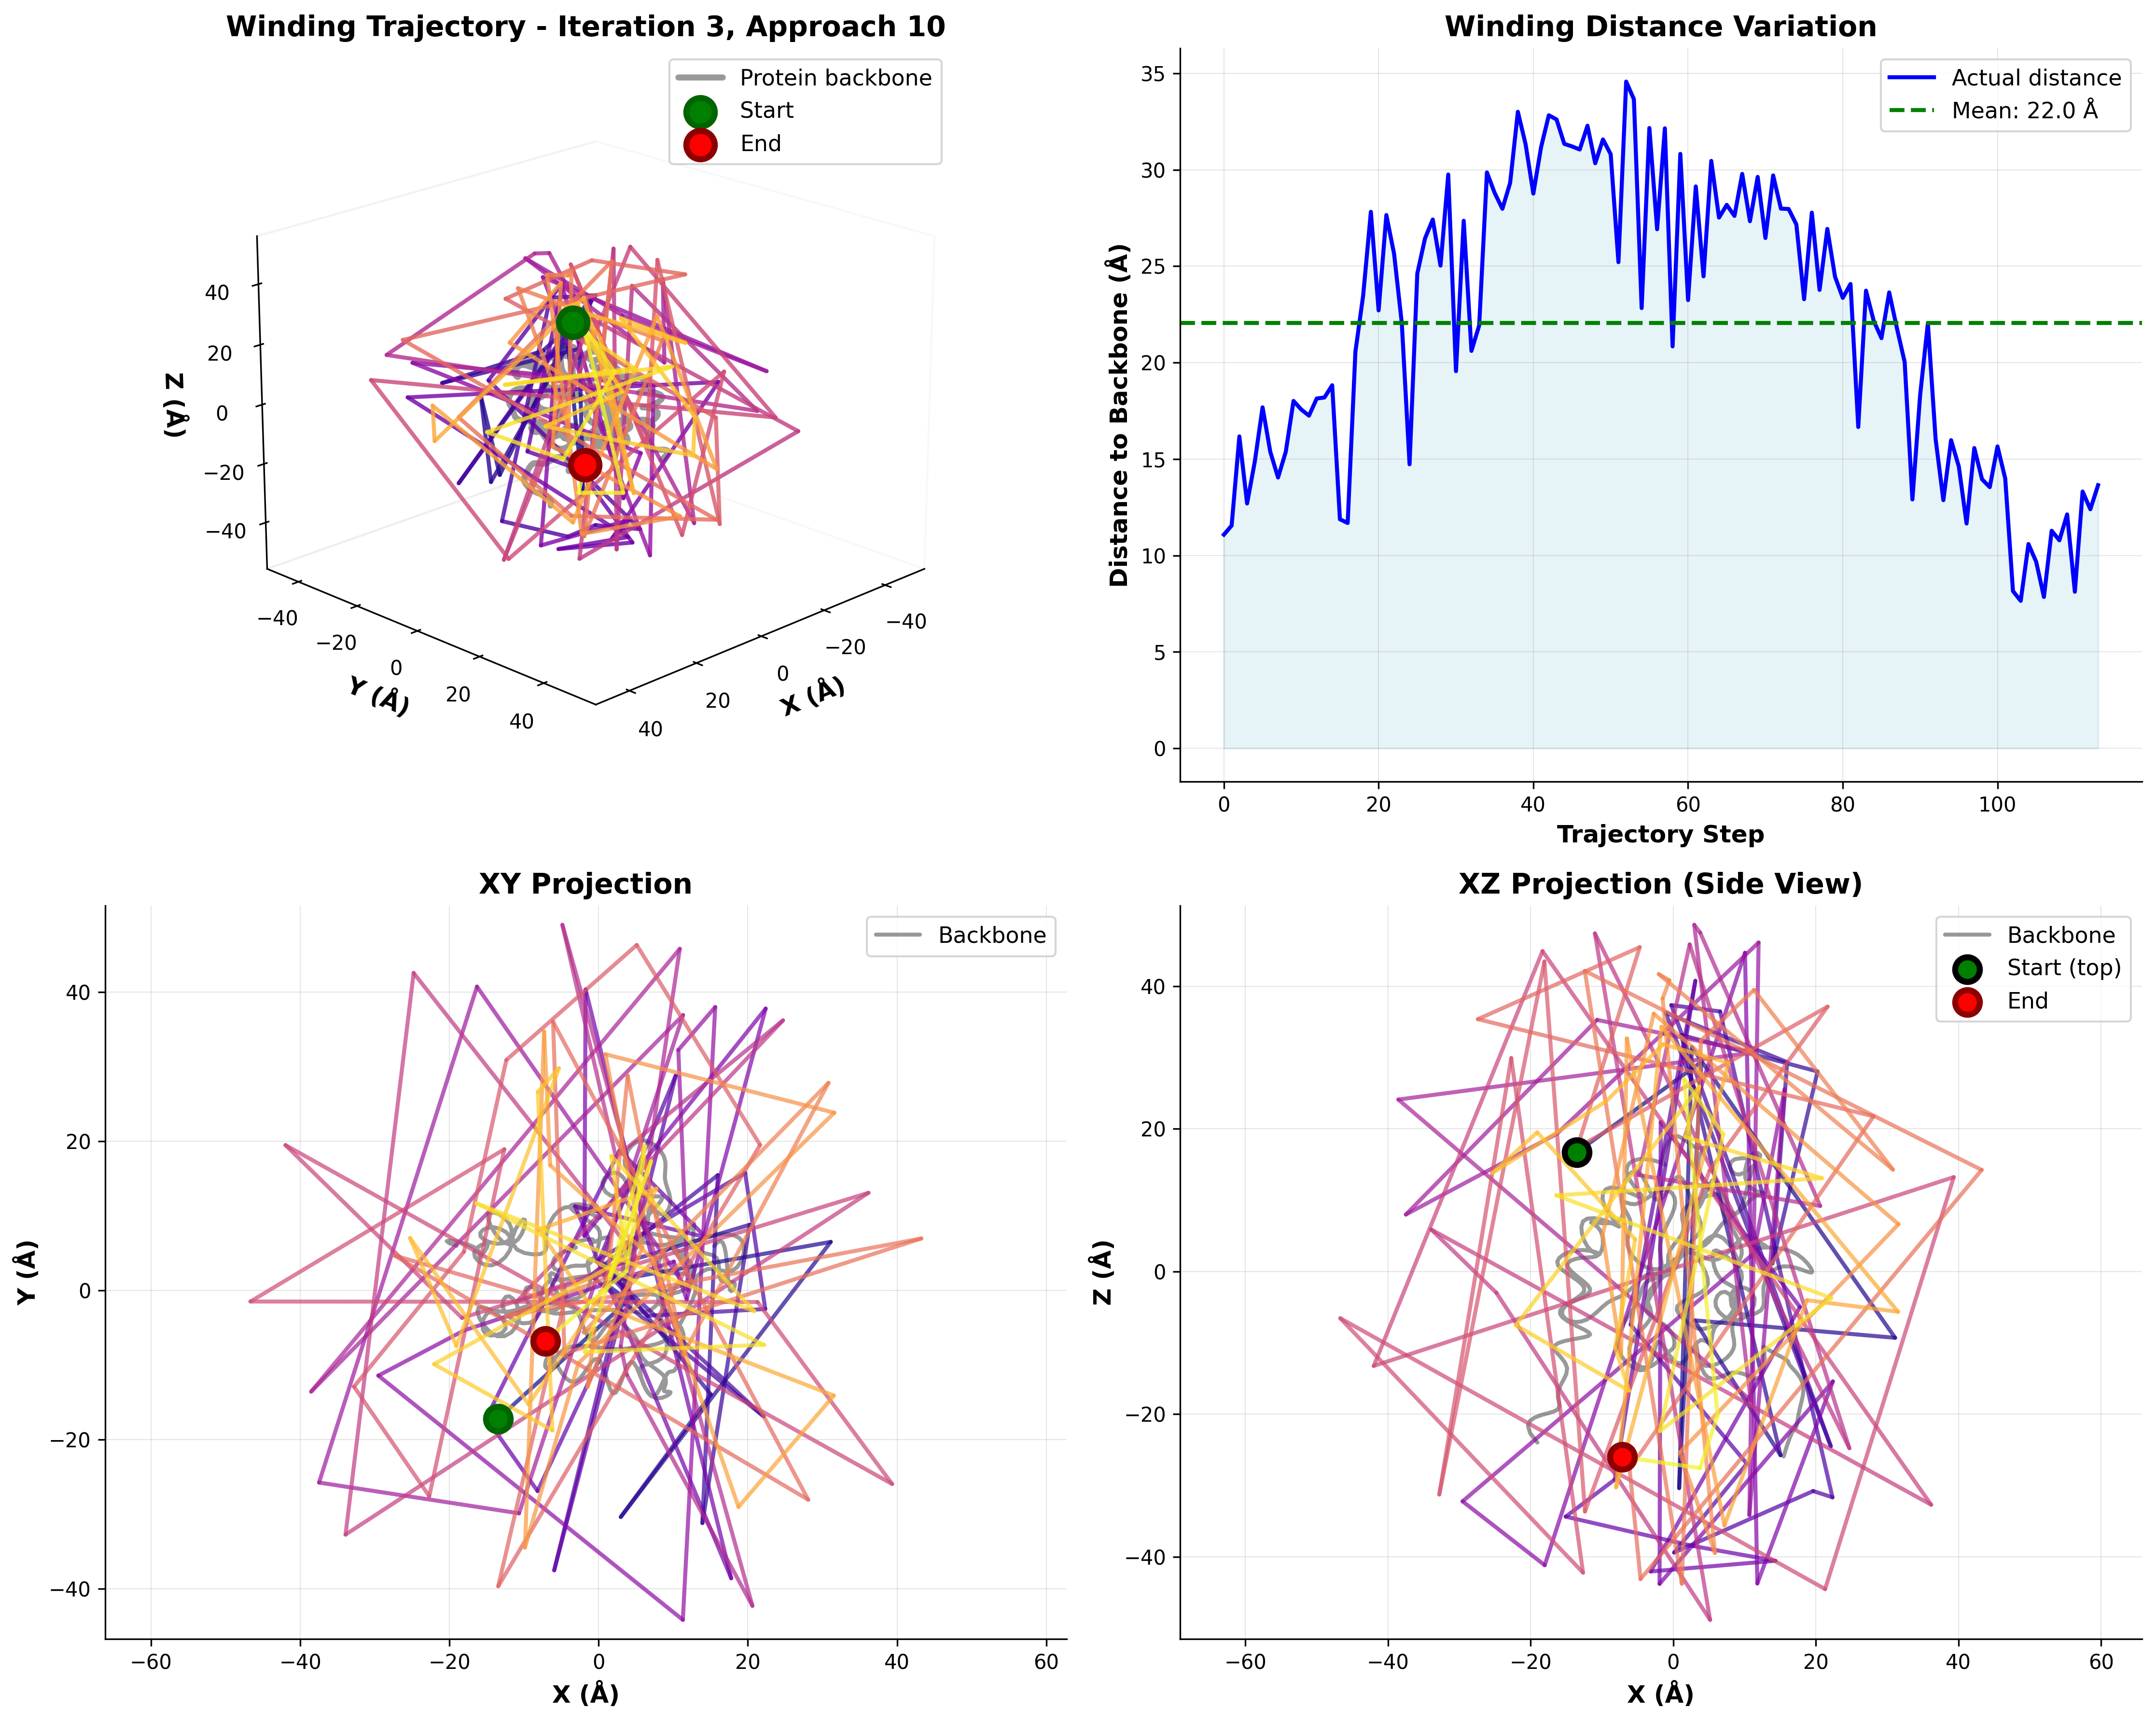 Winding Trajectory - Iteration 3, Approach 10
Protein backbone
Start
End
40
20
0
−20
−40
Z (Å)
−40
−20
0
20
40
Y (Å)
−40
−20
0
20
40
X (Å)
Winding Distance Variation
Actual distance
Mean: 22.0 Å
35
30
25
20
15
10
5
0
Distance to Backbone (Å)
0
20
40
60
80
100
Trajectory Step
XY Projection
Backbone
40
20
0
−20
−40
Y (Å)
−60
−40
−20
0
20
40
60
X (Å)
XZ Projection (Side View)
Backbone
Start (top)
End
40
20
0
−20
−40
Z (Å)
−60
−40
−20
0
20
40
60
X (Å)